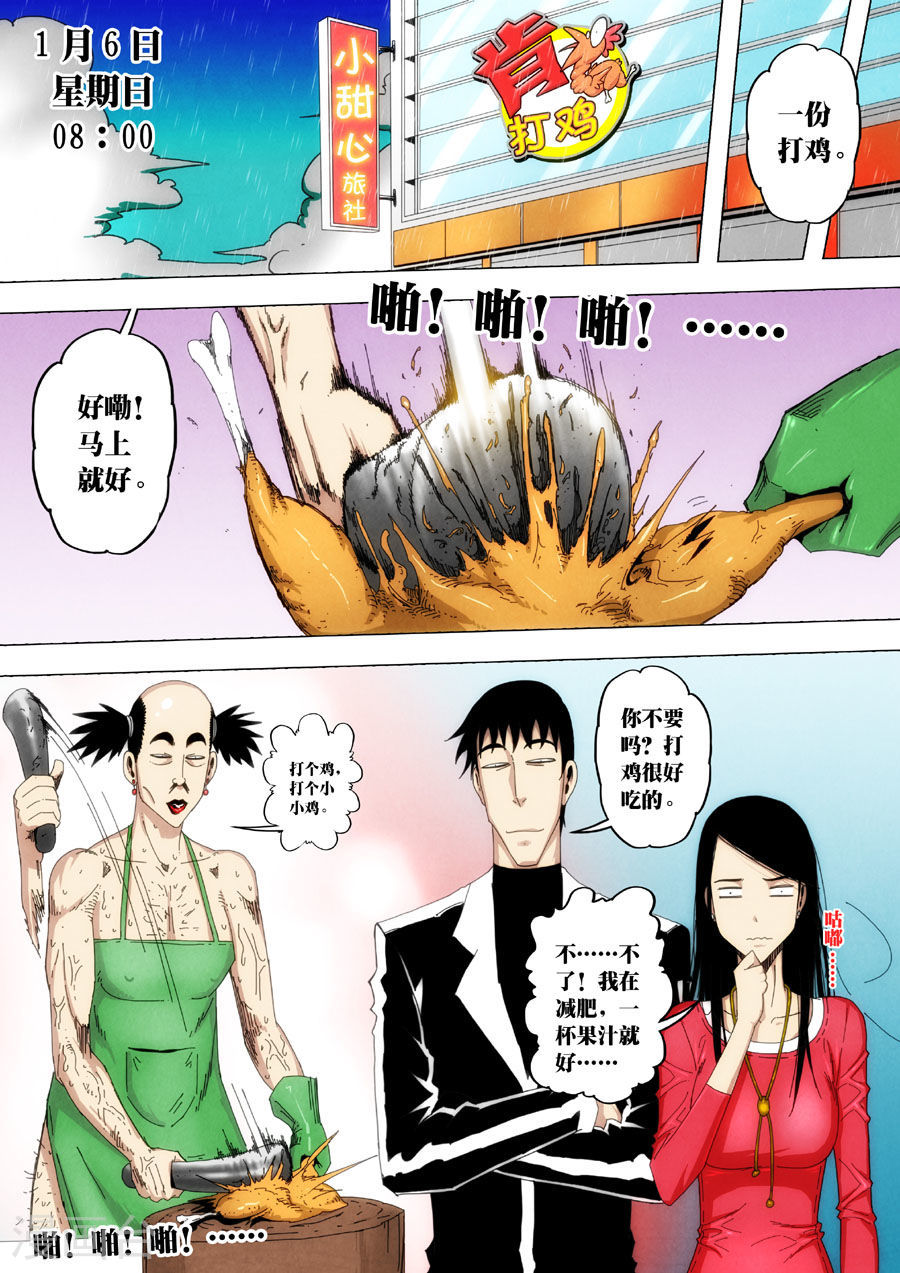 1月6日
星期日
08：00
小甜心旅社
肯
打鸡
一份
打鸡。
啪！啪！啪！……
好嘞！
马上
就好。
打个鸡，
打个小
小鸡。
你不要
吗？打
鸡很好
吃的。
不……不
了！我在
减肥，一
杯果汁就
好……
咕嘟……
啪！啪！啪！……
漫画台